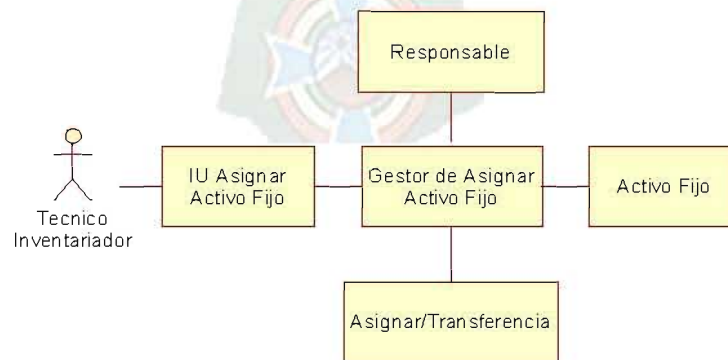 Responsable
IU Asignar
Activo Fijo
Gestor de Asignar
Activo Fijo
Activo Fijo
Tecnico
Inventariador
Asignar/Transferencia